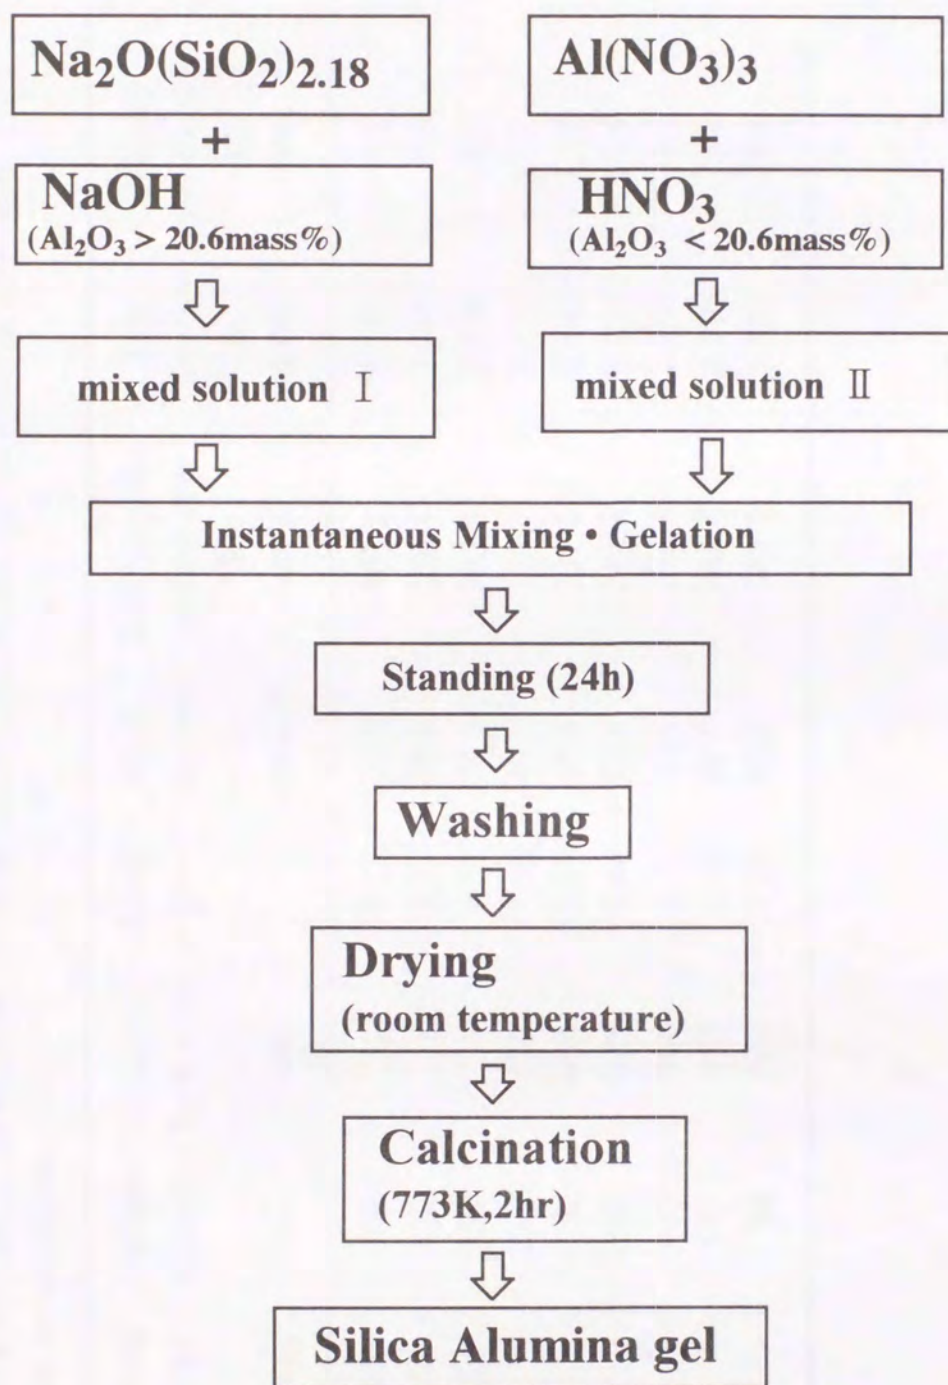 Na₂O(SiO₂)₂.₁₈
Al(NO₃)₃
+
+
NaOH
(Al₂O₃ > 20.6mass%)
HNO₃
(Al₂O₃ < 20.6mass%)
mixed solution Ⅰ
mixed solution Ⅱ
Instantaneous Mixing • Gelation
Standing (24h)
Washing
Drying
(room temperature)
Calcination
(773K,2hr)
Silica Alumina gel